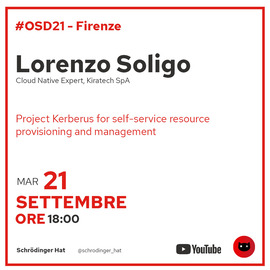 #OSD21 - Firenze
Lorenzo Soligo
Cloud Native Expert, Kiratech SpA
Project Kerberus for self-service resource
provisioning and management
MAR 21
SETTEMBRE
ORE 18:00
Schrödinger Hat @schrodinger_hat YouTube